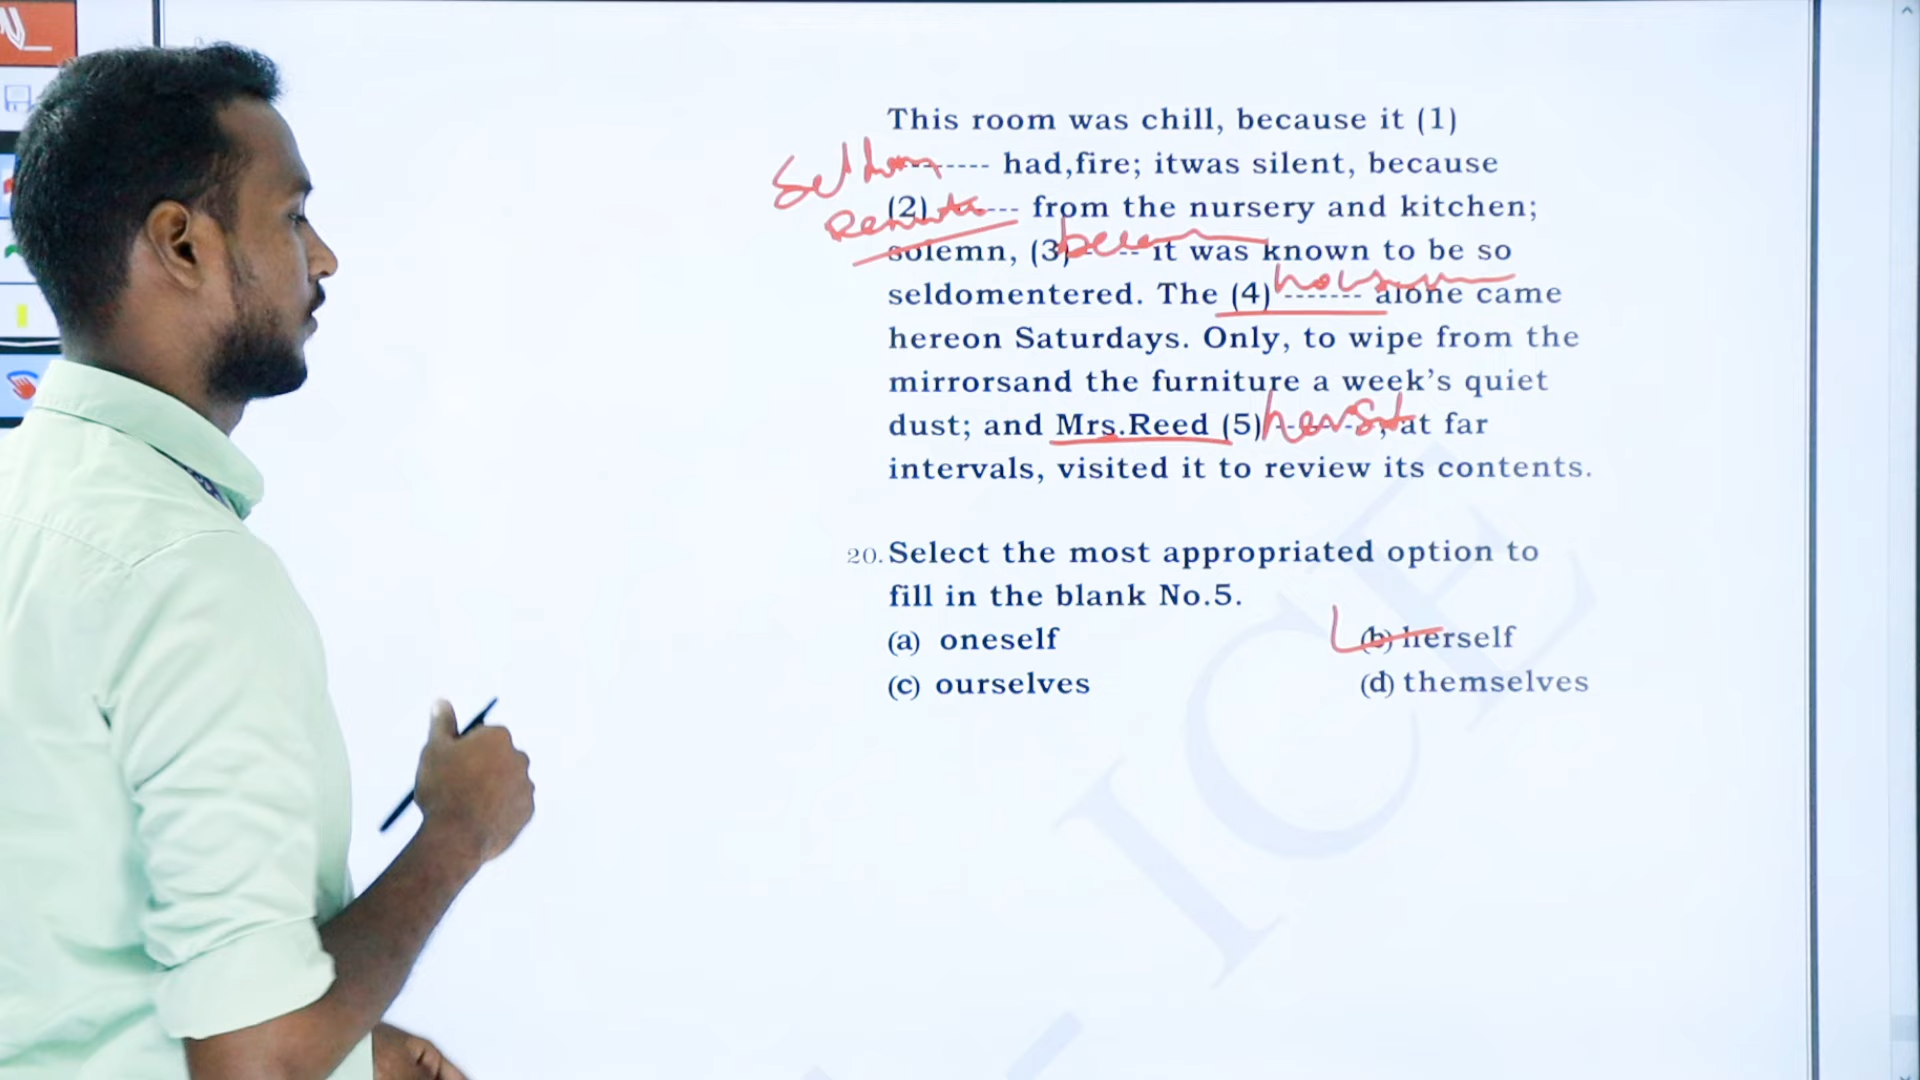 This room was chill, because it (1)
Seldom ------ had,fire; itwas silent, because
(2) Remote ---- from the nursery and kitchen;
solemn, (3) ---- it was known to be so
seldomentered. The (4) ------- alone came
hereon Saturdays. Only, to wipe from the
mirrorsand the furniture a week's quiet
dust; and Mrs.Reed (5) ------, at far
intervals, visited it to review its contents.
20. Select the most appropriated option to
fill in the blank No.5.
(a) oneself (b) herself
(c) ourselves (d) themselves
ICE